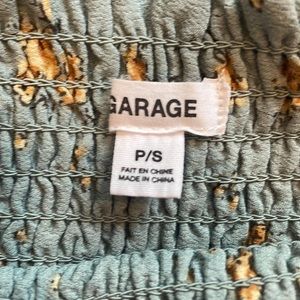 GARAGE
P/S
FAIT EN CHINE
MADE IN CHINA